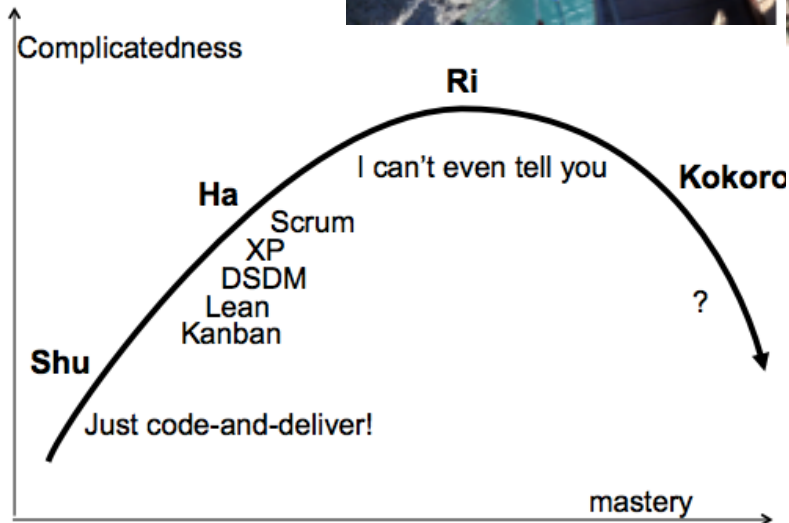 Complicatedness
Ri
I can't even tell you
Kokoro
Ha
Scrum
XP
DSDM
Lean
Kanban
?
Shu
Just code-and-deliver!
mastery